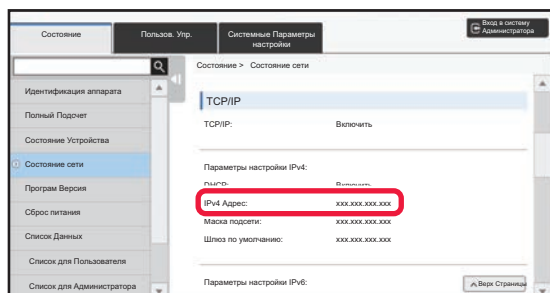 Состояние
Пользов. Упр.
Системные Параметры
настройки
Вход в систему
Администратора
Состояние > Состояние сети
Идентификация аппарата
Полный Подсчет
Состояние Устройства
Состояние сети
Програм Версия
Сброс питания
Список Данных
Список для Пользователя
Список для Администратора
TCP/IP
TCP/IP: Включить
Параметры настройки IPv4:
DHCP: Включить
IPv4 Адрес: xxx.xxx.xxx.xxx
Маска подсети: xxx.xxx.xxx.xxx
Шлюз по умолчанию: xxx.xxx.xxx.xxx
Параметры настройки IPv6:
Верх Страницы